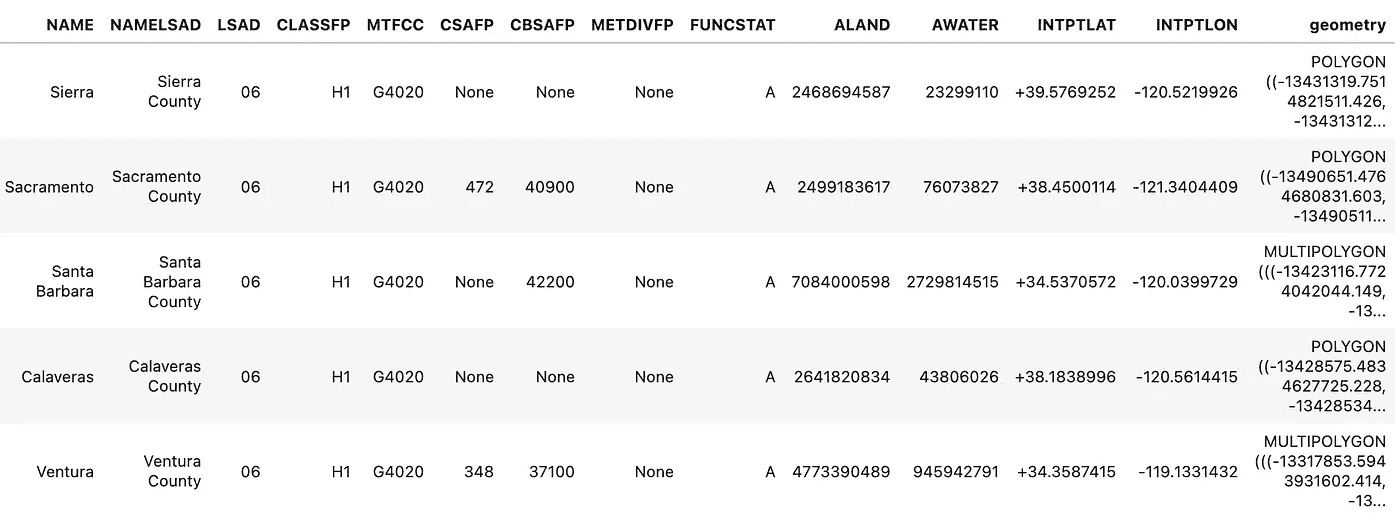 NAME NAMELSAD LSAD CLASSFP MTFCC CSAFP CBSAFP METDIVFP FUNCSTAT ALAND AWATER INTPTLAT INTPTLON geometry
Sierra Sierra County 06 H1 G4020 None None None A 2468694587 23299110 +39.5769252 -120.5219926 POLYGON ((-13431319.751 4821511.426, -13431312...
Sacramento Sacramento County 06 H1 G4020 472 40900 None A 2499183617 76073827 +38.4500114 -121.3404409 POLYGON ((-13490651.476 4680831.603, -13490511...
Santa Barbara Santa Barbara County 06 H1 G4020 None 42200 None A 7084000598 2729814515 +34.5370572 -120.0399729 MULTIPOLYGON (((-13423116.772 4042044.149, -13...
Calaveras Calaveras County 06 H1 G4020 None None None A 2641820834 43806026 +38.1838996 -120.5614415 POLYGON ((-13428575.483 4627725.228, -13428534...
Ventura Ventura County 06 H1 G4020 348 37100 None A 4773390489 945942791 +34.3587415 -119.1331432 MULTIPOLYGON (((-13317853.594 3931602.414, -13...